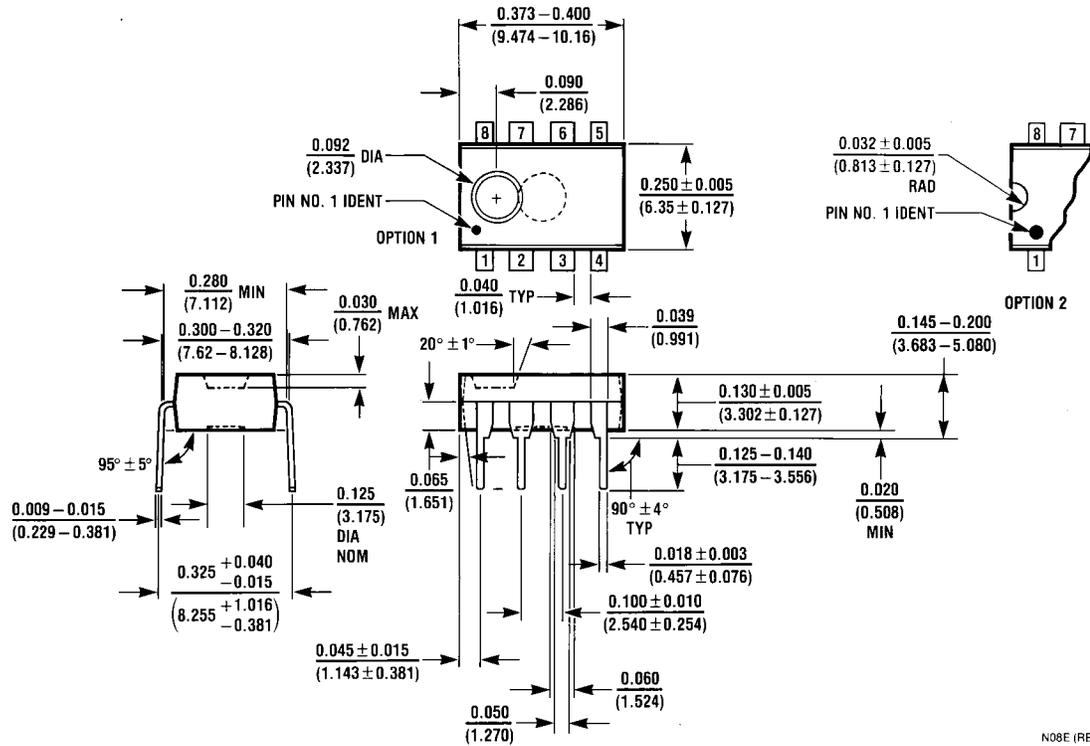 0.373 – 0.400
(9.474 – 10.16)
0.090
(2.286)
8 7 6 5
0.092
(2.337) DIA
PIN NO. 1 IDENT
OPTION 1
1 2 3 4
0.250 ± 0.005
(6.35 ± 0.127)
8 7
0.032 ± 0.005
(0.813 ± 0.127)
RAD
PIN NO. 1 IDENT
1
OPTION 2
0.280
(7.112) MIN
0.030
(0.762) MAX
0.300 – 0.320
(7.62 – 8.128)
0.040
(1.016) TYP
0.039
(0.991)
20° ± 1°
0.145 – 0.200
(3.683 – 5.080)
0.130 ± 0.005
(3.302 ± 0.127)
95° ± 5°
0.065
(1.651)
0.125 – 0.140
(3.175 – 3.556)
90° ± 4°
TYP
0.020
(0.508)
MIN
0.009 – 0.015
(0.229 – 0.381)
0.125
(3.175)
DIA
NOM
0.018 ± 0.003
(0.457 ± 0.076)
0.325 +0.040
–0.015
(8.255 +1.016
–0.381)
0.100 ± 0.010
(2.540 ± 0.254)
0.045 ± 0.015
(1.143 ± 0.381)
0.060
(1.524)
0.050
(1.270)
N08E (RE